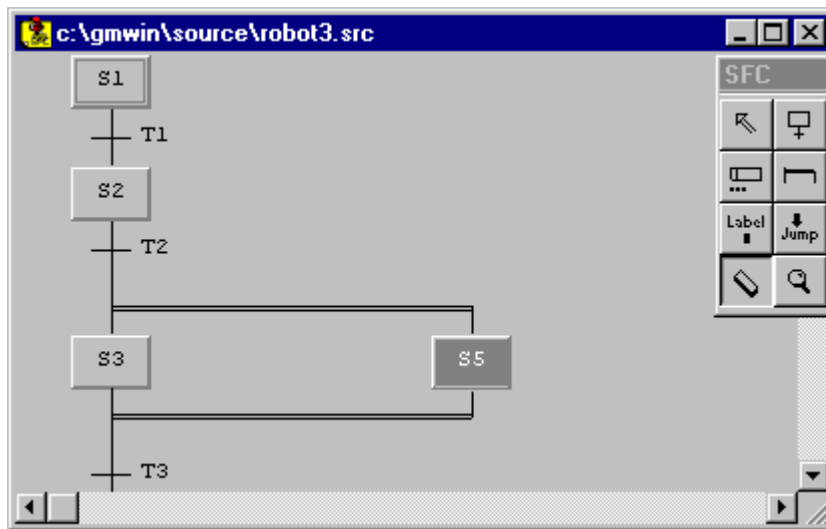 c:\gmwin\source\robot3.src
S1
SFC
T1
S2
T2
Label
Jump
S3
S5
T3